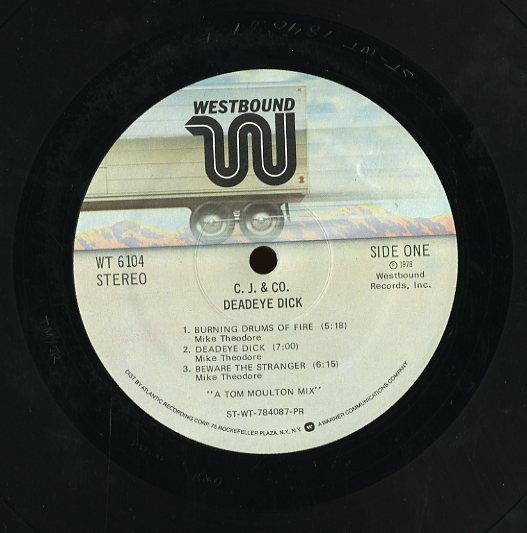 WESTBOUND
W
WT 6104
STEREO
SIDE ONE
℗ 1978
Westbound
Records, Inc.
C. J. & CO.
DEADEYE DICK
1. BURNING DRUMS OF FIRE (5:18)
Mike Theodore
2. DEADEYE DICK (7:00)
Mike Theodore
3. BEWARE THE STRANGER (6:15)
Mike Theodore
"A TOM MOULTON MIX"
ST-WT-784087-PR
DIST. BY ATLANTIC RECORDING CORP. 75 ROCKEFELLER PLAZA, N.Y., N.Y. A WARNER COMMUNICATIONS COMPANY